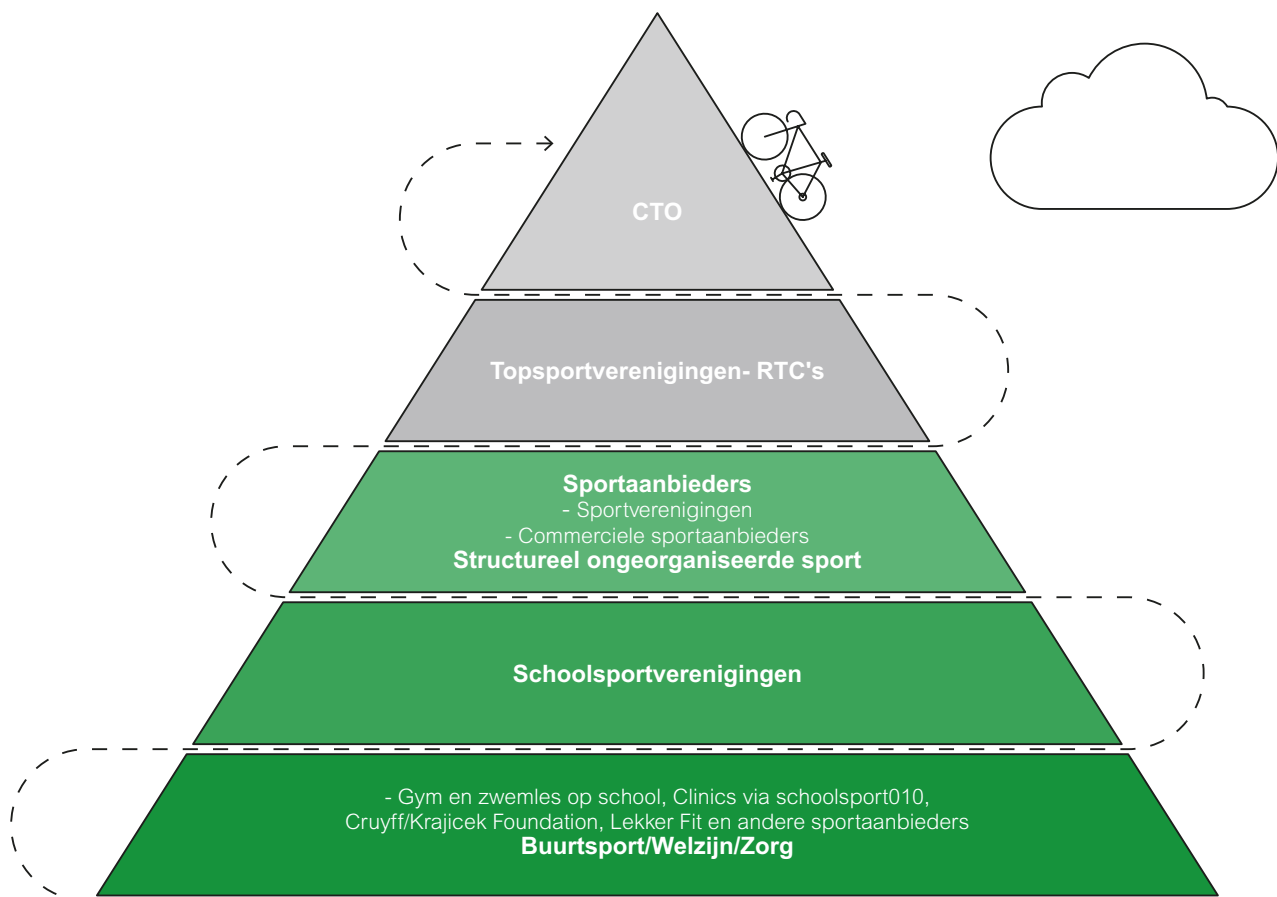 CTO
Topsportverenigingen- RTC's
Sportaanbieders
- Sportverenigingen
- Commerciele sportaanbieders
Structureel ongeorganiseerde sport
Schoolsportverenigingen
- Gym en zwemles op school, Clinics via schoolsport010,
Cruyff/Krajicek Foundation, Lekker Fit en andere sportaanbieders
Buurtsport/Welzijn/Zorg